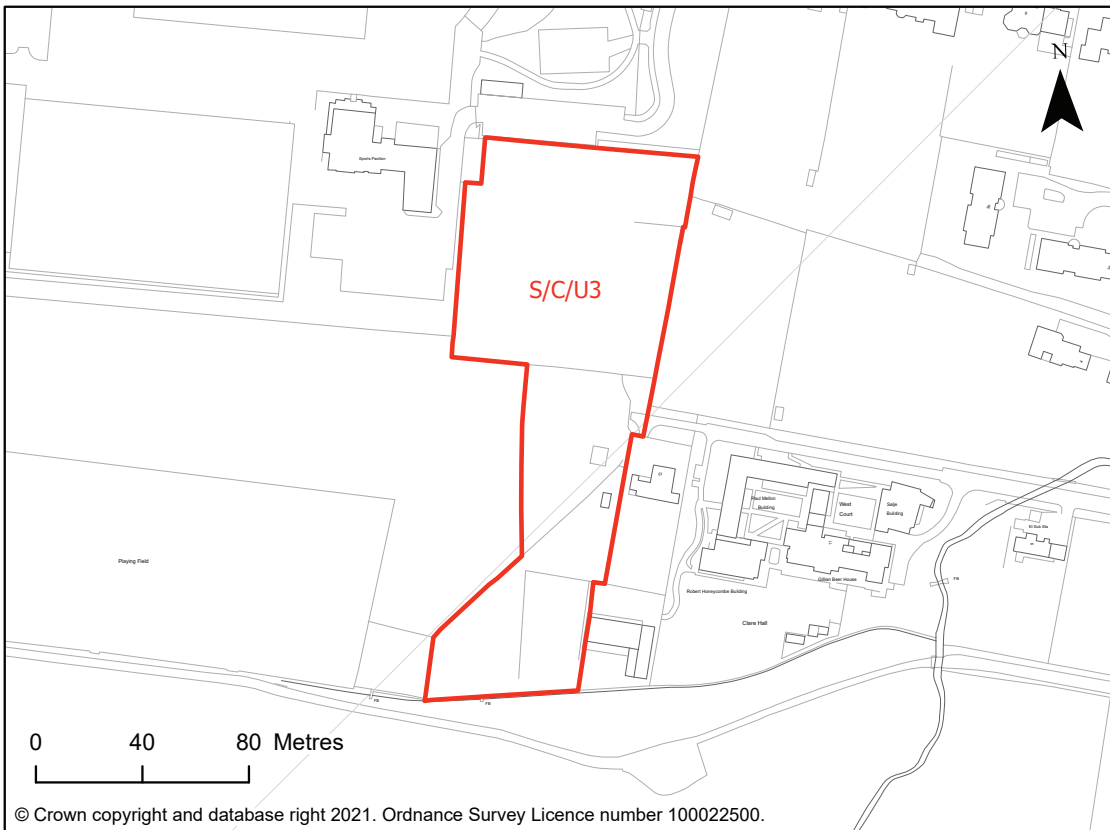 N
Sports Pavilion
S/C/U3
Paul Mellon
Building
West
Court
Salje
Building
El Sub Sta
Playing Field
Gillian Beer House
FB
Robert Honeycombe Building
Clare Hall
FB
FB
0 40 80 Metres
© Crown copyright and database right 2021. Ordnance Survey Licence number 100022500.